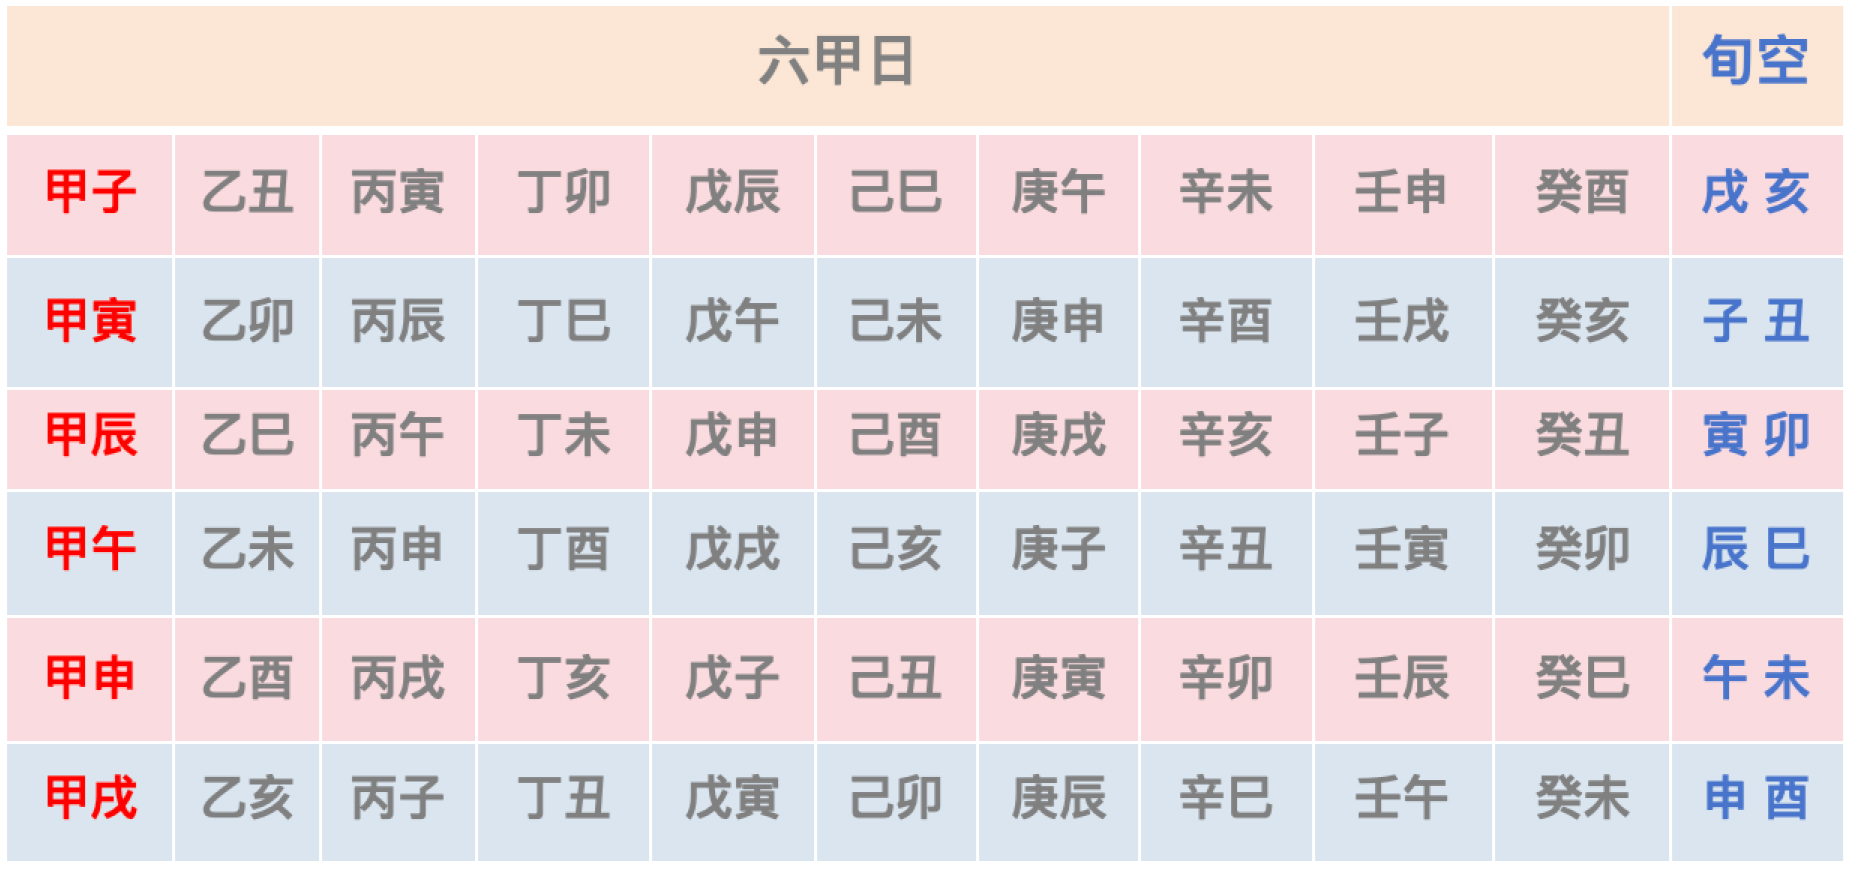 六甲日 旬空
甲子 乙丑 丙寅 丁卯 戊辰 己巳 庚午 辛未 壬申 癸酉 戌 亥
甲寅 乙卯 丙辰 丁巳 戊午 己未 庚申 辛酉 壬戌 癸亥 子 丑
甲辰 乙巳 丙午 丁未 戊申 己酉 庚戌 辛亥 壬子 癸丑 寅 卯
甲午 乙未 丙申 丁酉 戊戌 己亥 庚子 辛丑 壬寅 癸卯 辰 巳
甲申 乙酉 丙戌 丁亥 戊子 己丑 庚寅 辛卯 壬辰 癸巳 午 未
甲戌 乙亥 丙子 丁丑 戊寅 己卯 庚辰 辛巳 壬午 癸未 申 酉